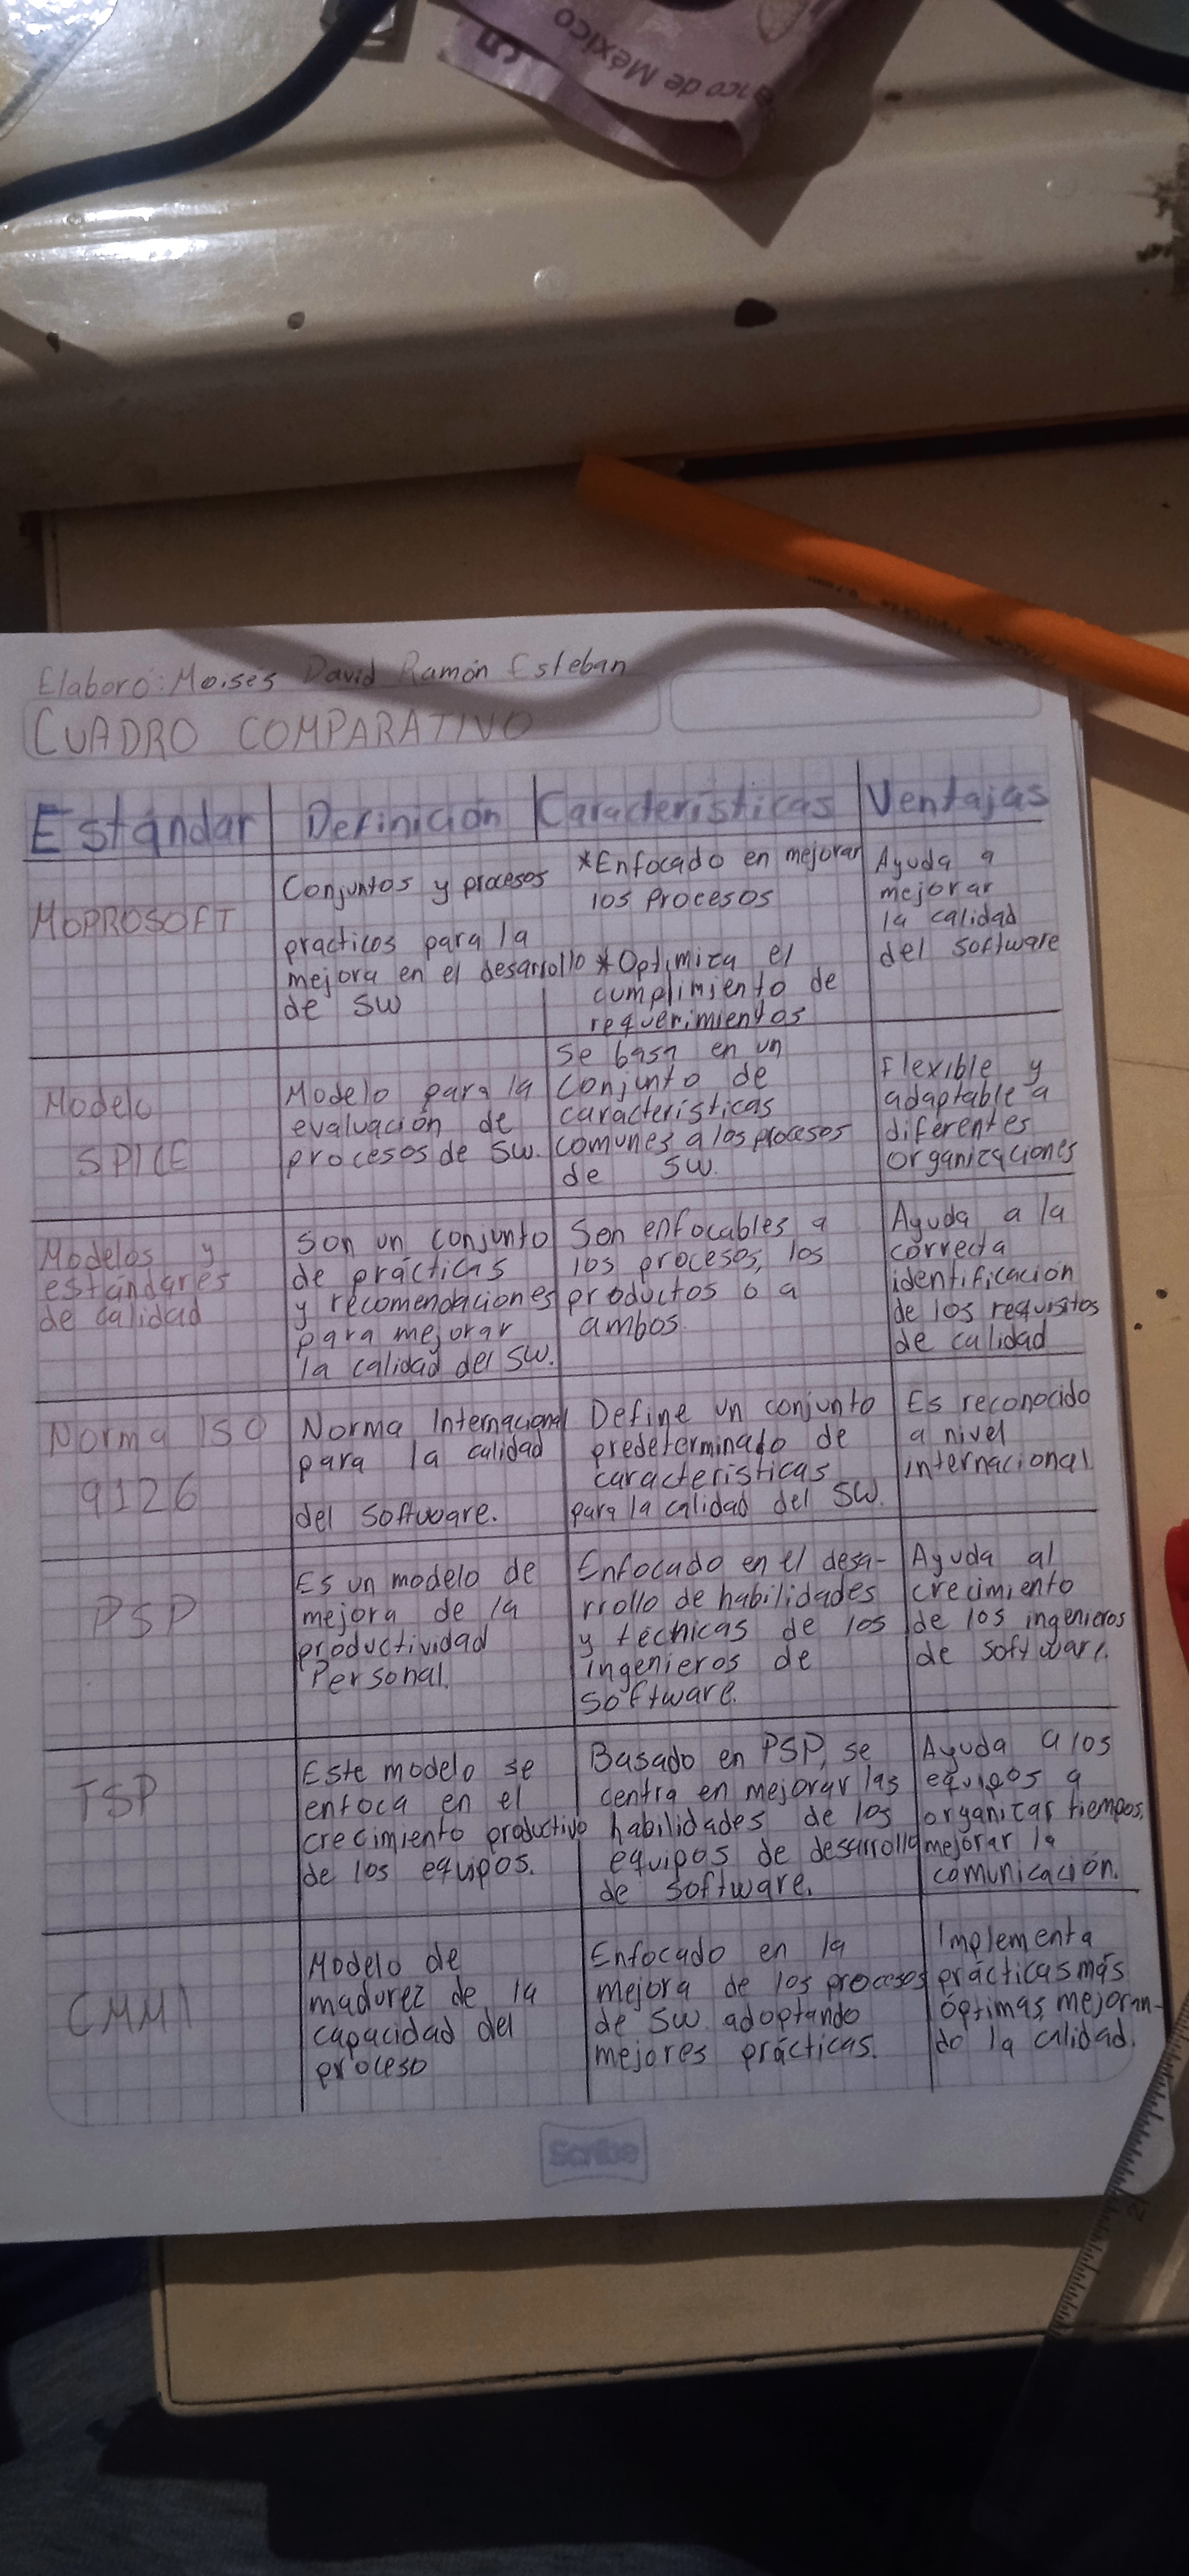 Banco de México
Elaboro: Moisés David Ramón Esteban
CUADRO COMPARATIVO
Estándar
Definición
Características
Ventajas
MOPROSOFT
Conjuntos y procesos
practicos para la
mejora en el desarrollo
de SW
*Enfocado en mejorar
los procesos
*Optimiza el
cumplimiento de
requerimientos
Ayuda a
mejorar
la calidad
del software
Modelo
SPICE
Modelo para la
evaluación de
procesos de SW.
Se basa en un
conjunto de
características
comunes a los procesos
de SW.
Flexible y
adaptable a
diferentes
organizaciones
Modelos y
estándares
de calidad
Son un conjunto
de prácticas
y recomendaciones
para mejorar
la calidad del SW.
Son enfocables a
los procesos, los
productos o a
ambos.
Ayuda a la
correcta
identificación
de los requisitos
de calidad
Norma ISO
9126
Norma Internacional
para la calidad
del software.
Define un conjunto
predeterminado de
características
para la calidad del SW.
Es reconocido
a nivel
internacional
PSP
Es un modelo de
mejora de la
productividad
Personal.
Enfocado en el desa-
rrollo de habilidades
y técnicas de los
ingenieros de
software.
Ayuda al
crecimiento
de los ingenieros
de software.
TSP
Este modelo se
enfoca en el
crecimiento productivo
de los equipos.
Basado en PSP, se
centra en mejorar las
habilidades de los
equipos de desarrollo
de software.
Ayuda a los
equipos a
organizar tiempos,
mejorar la
comunicación.
CMMI
Modelo de
madurez de la
capacidad del
proceso
Enfocado en la
mejora de los procesos
de SW. adoptando
mejores prácticas.
Implementa
prácticas más
óptimas, mejoran-
do la calidad.
Scribe